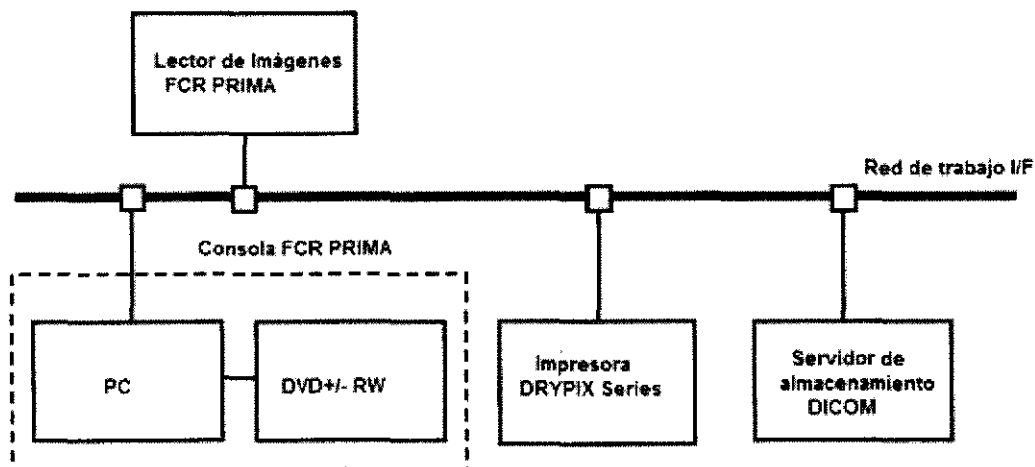 Lector de Imágenes
FCR PRIMA
Red de trabajo I/F
Consola FCR PRIMA
PC
DVD+/- RW
Impresora
DRYPIX Series
Servidor de
almacenamiento
DICOM